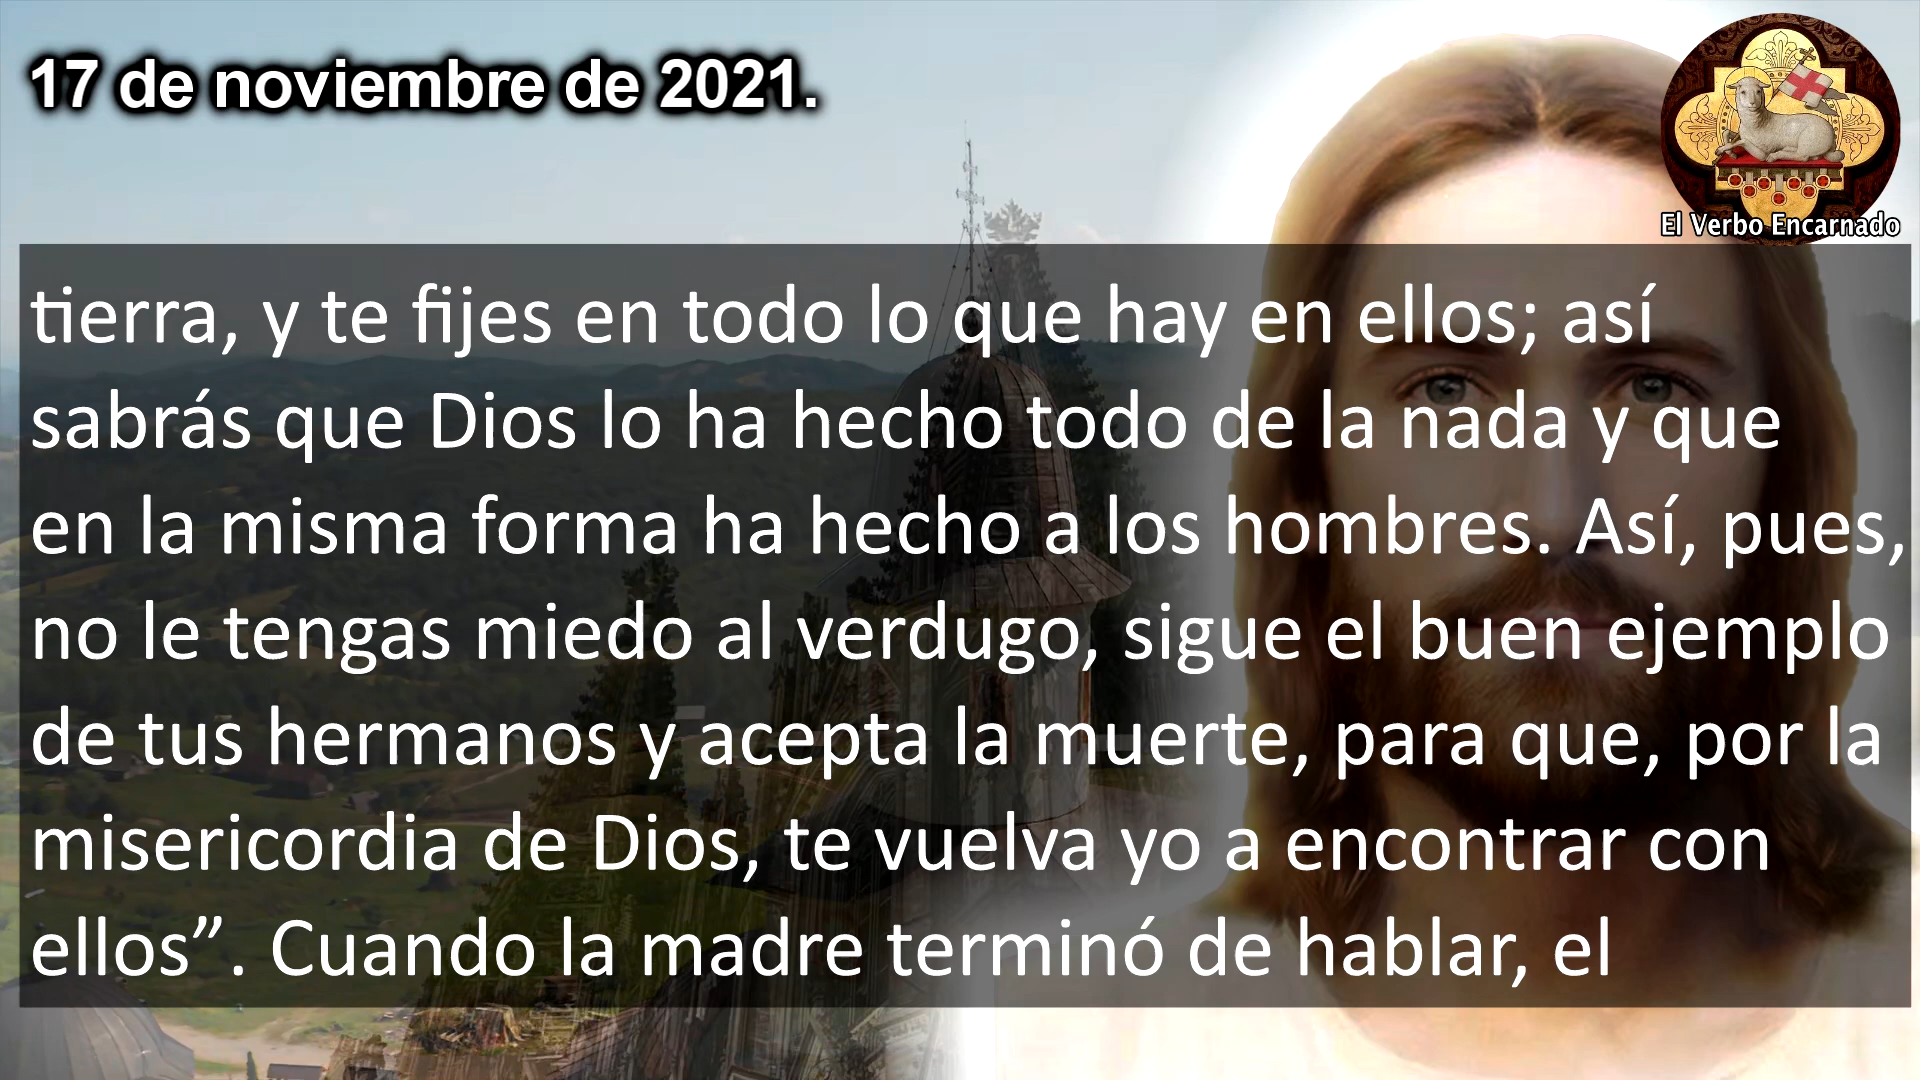 17 de noviembre de 2021.
El Verbo Encarnado
tierra, y te fijes en todo lo que hay en ellos; así
sabrás que Dios lo ha hecho todo de la nada y que
en la misma forma ha hecho a los hombres. Así, pues,
no le tengas miedo al verdugo, sigue el buen ejemplo
de tus hermanos y acepta la muerte, para que, por la
misericordia de Dios, te vuelva yo a encontrar con
ellos”. Cuando la madre terminó de hablar, el